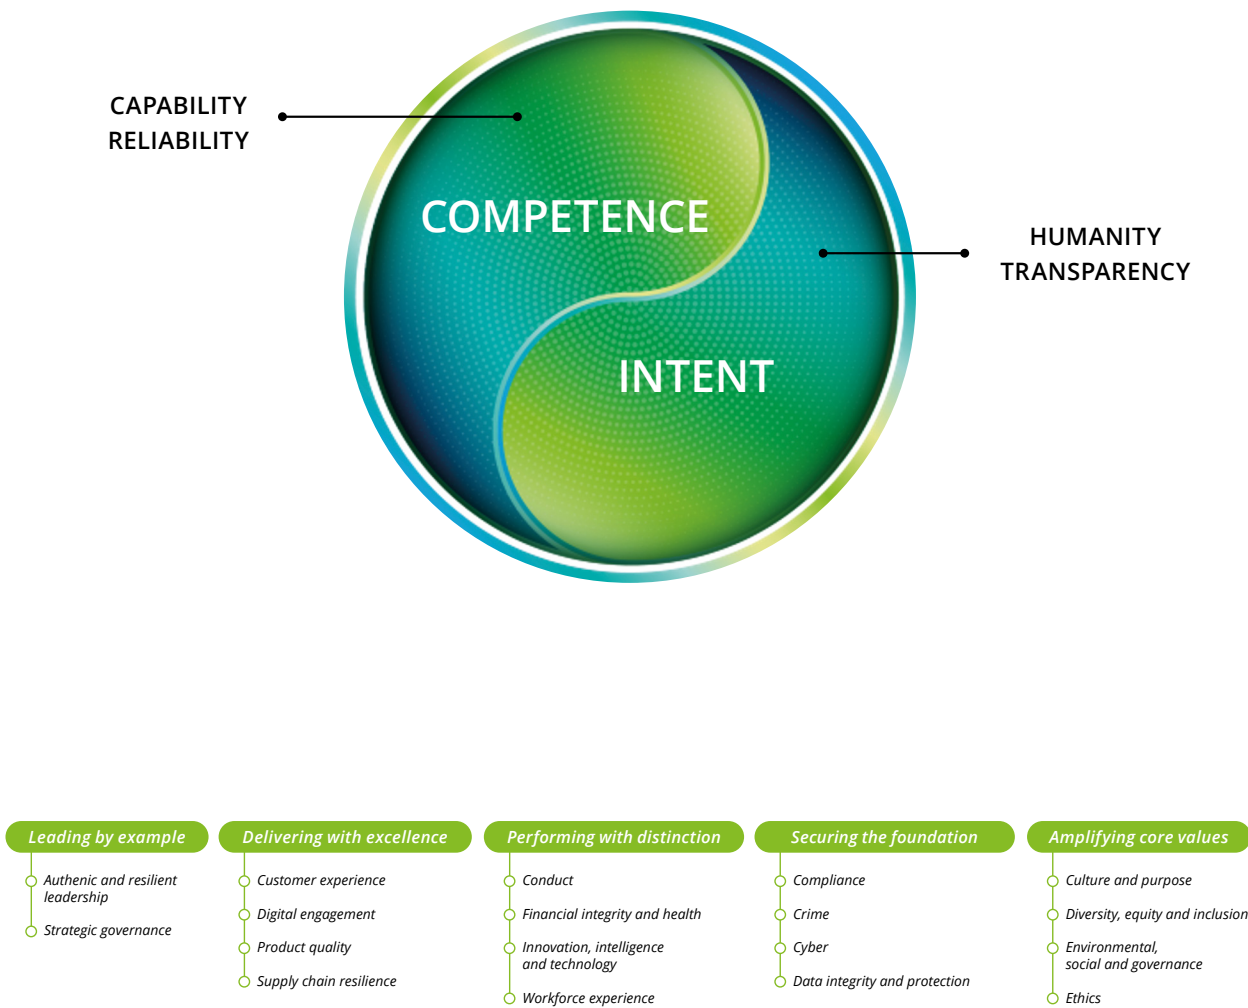 CAPABILITY
RELIABILITY
COMPETENCE
HUMANITY
TRANSPARENCY
INTENT
Leading by example
Authenic and resilient
leadership
Strategic governance
Delivering with excellence
Customer experience
Digital engagement
Product quality
Supply chain resilience
Performing with distinction
Conduct
Financial integrity and health
Innovation, intelligence
and technology
Workforce experience
Securing the foundation
Compliance
Crime
Cyber
Data integrity and protection
Amplifying core values
Culture and purpose
Diversity, equity and inclusion
Environmental,
social and governance
Ethics